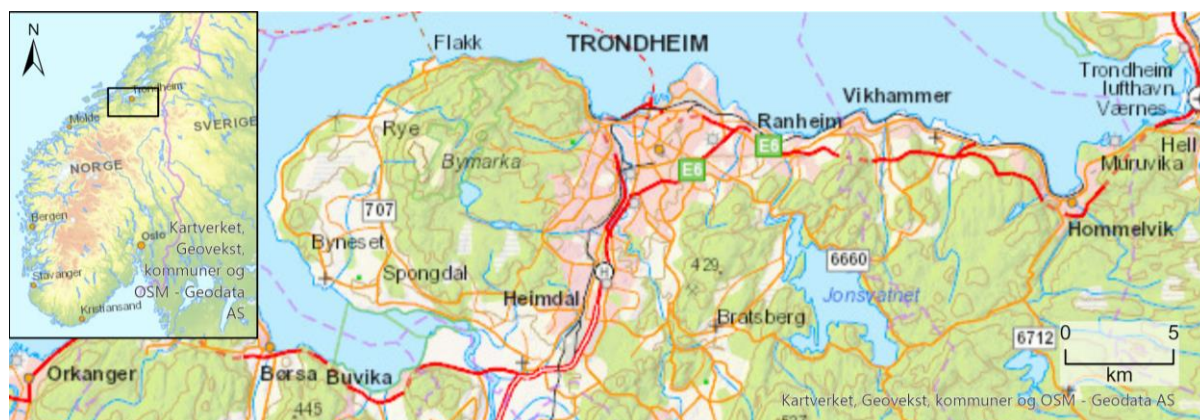 N
Trondheim
Molde
SVERIGE
NORGE
Bergen
Oslo
Stavanger
Kristiansand
Kartverket,
Geovekst,
kommuner og
OSM - Geodata
AS
Flakk
TRONDHEIM
Rye
Bymarka
Ranheim
Vikhammer
Trondheim
lufthavn
Værnes
Hell
Muruvika
E6
E6
707
Byneset
Spongdal
Heimdal
H
429
Bratsberg
6660
Jonsvatnet
Hommelvik
6712
0 5
km
Orkanger
Børsa
Buvika
445
Kartverket, Geovekst, kommuner og OSM - Geodata AS